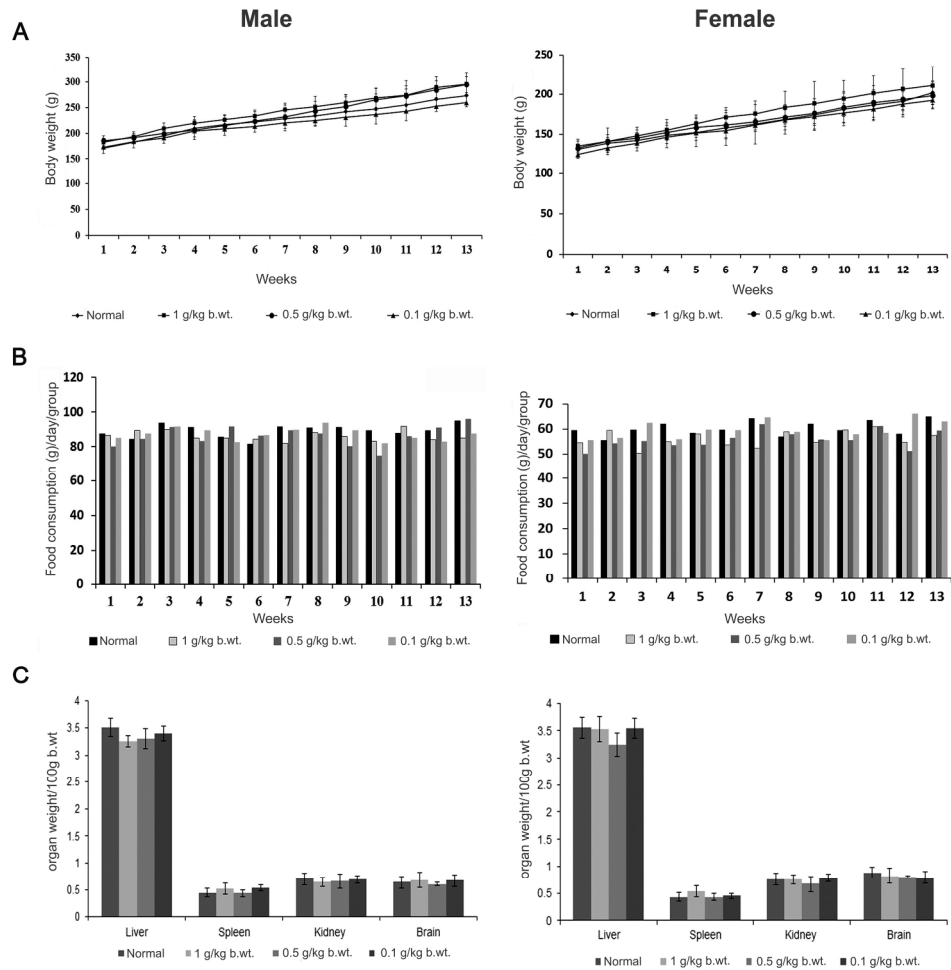 Male
Female
A
Body weight (g)
350
300
250
200
150
100
50
0
1 2 3 4 5 6 7 8 9 10 11 12 13
Weeks
Normal 1 g/kg b.wt. 0.5 g/kg b.wt. 0.1 g/kg b.wt.
Body weight (g)
250
200
150
100
50
0
1 2 3 4 5 6 7 8 9 10 11 12 13
Weeks
Normal 1 g/kg b.wt. 0.5 g/kg b.wt. 0.1 g/kg b.wt.
B
Food consumption (g)/day/group
120
100
80
60
40
20
0
1 2 3 4 5 6 7 8 9 10 11 12 13
Weeks
Normal 1 g/kg b.wt. 0.5 g/kg b.wt. 0.1 g/kg b.wt.
Food consumption (g)/day/group
70
60
50
40
30
20
10
0
1 2 3 4 5 6 7 8 9 10 11 12 13
Weeks
Normal 1 g/kg b.wt. 0.5 g/kg b.wt. 0.1 g/kg b.wt.
C
organ weight/100g b.wt
4
3.5
3
2.5
2
1.5
1
0.5
0
Liver Spleen Kidney Brain
Normal 1 g/kg b.wt. 0.5 g/kg b.wt. 0.1 g/kg b.wt.
organ weight/100g b.wt
4
3.5
3
2.5
2
1.5
1
0.5
0
Liver Spleen Kidney Brain
Normal 1 g/kg b.wt. 0.5 g/kg b.wt. 0.1 g/kg b.wt.